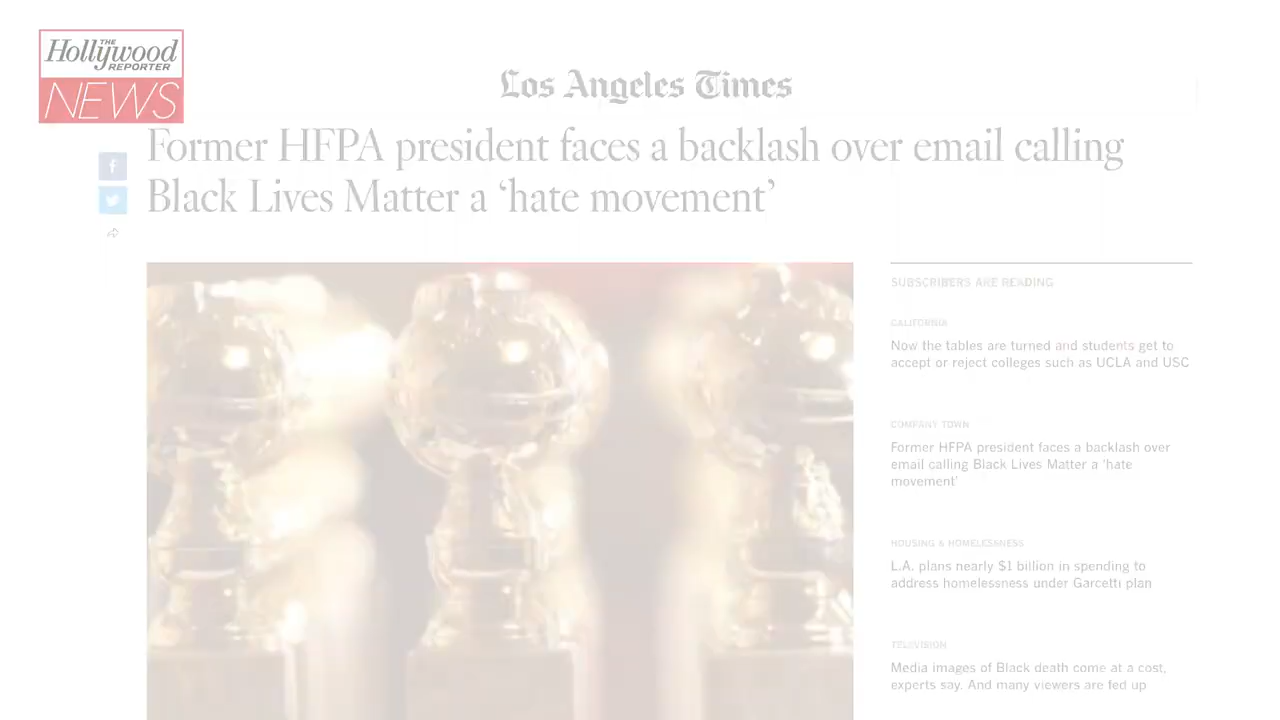 THE
Hollywood
REPORTER
NEWS
Los Angeles Times
Former HFPA president faces a backlash over email calling
Black Lives Matter a ‘hate movement’
SUBSCRIBERS ARE READING
CALIFORNIA
Now the tables are turned and students get to
accept or reject colleges such as UCLA and USC
COMPANY TOWN
Former HFPA president faces a backlash over
email calling Black Lives Matter a ‘hate
movement’
HOUSING & HOMELESSNESS
L.A. plans nearly $1 billion in spending to
address homelessness under Garcetti plan
TELEVISION
Media images of Black death come at a cost,
experts say. And many viewers are fed up